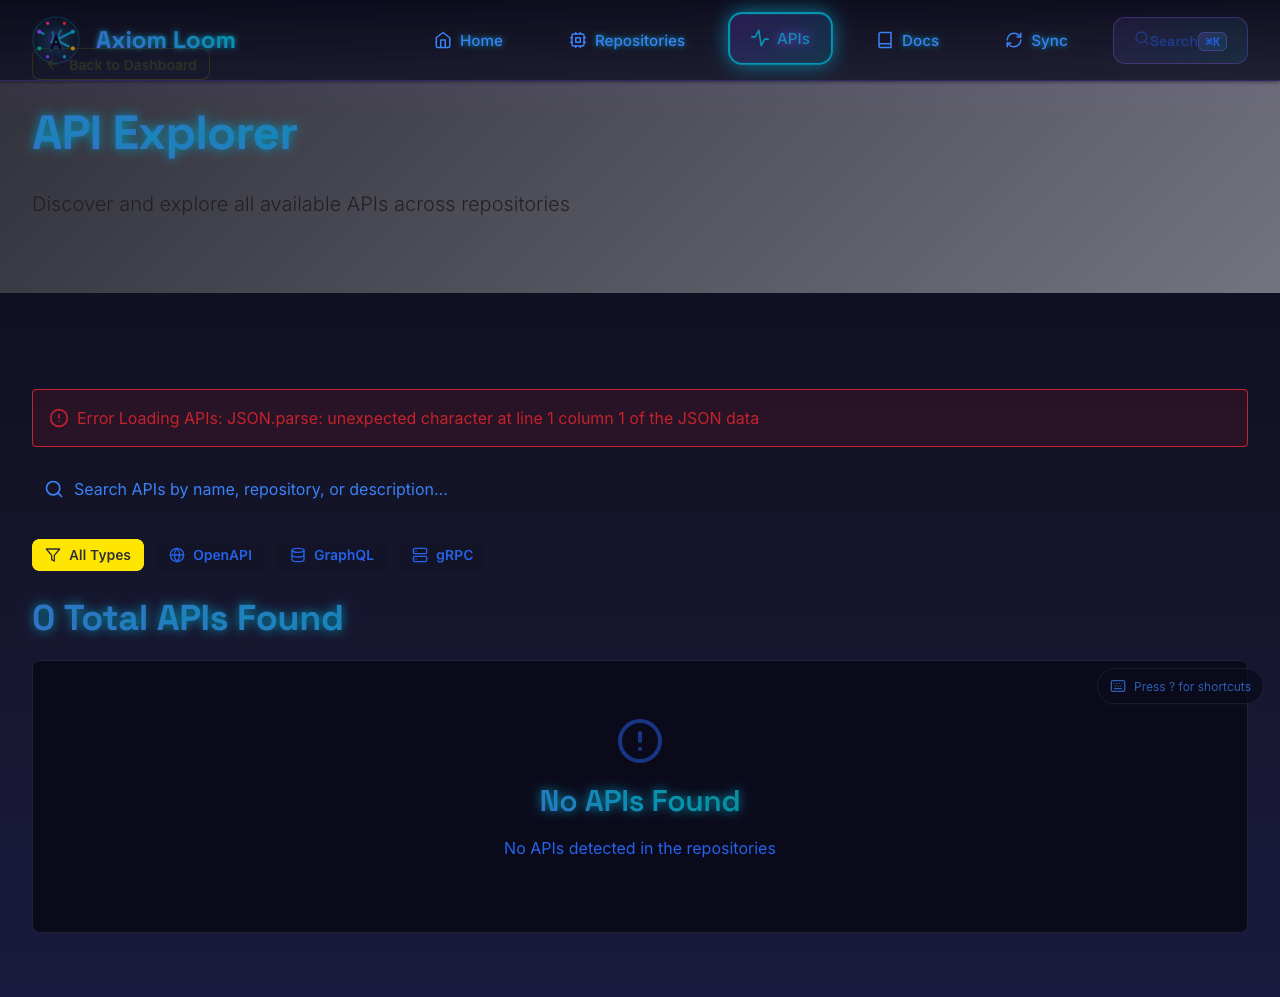 Axiom Loom
Home
Repositories
APIs
Docs
Sync
Search ⌘K
← Back to Dashboard
API Explorer
Discover and explore all available APIs across repositories
Error Loading APIs: JSON.parse: unexpected character at line 1 column 1 of the JSON data
Search APIs by name, repository, or description...
All Types
OpenAPI
GraphQL
gRPC
0 Total APIs Found
Press ? for shortcuts
No APIs Found
No APIs detected in the repositories